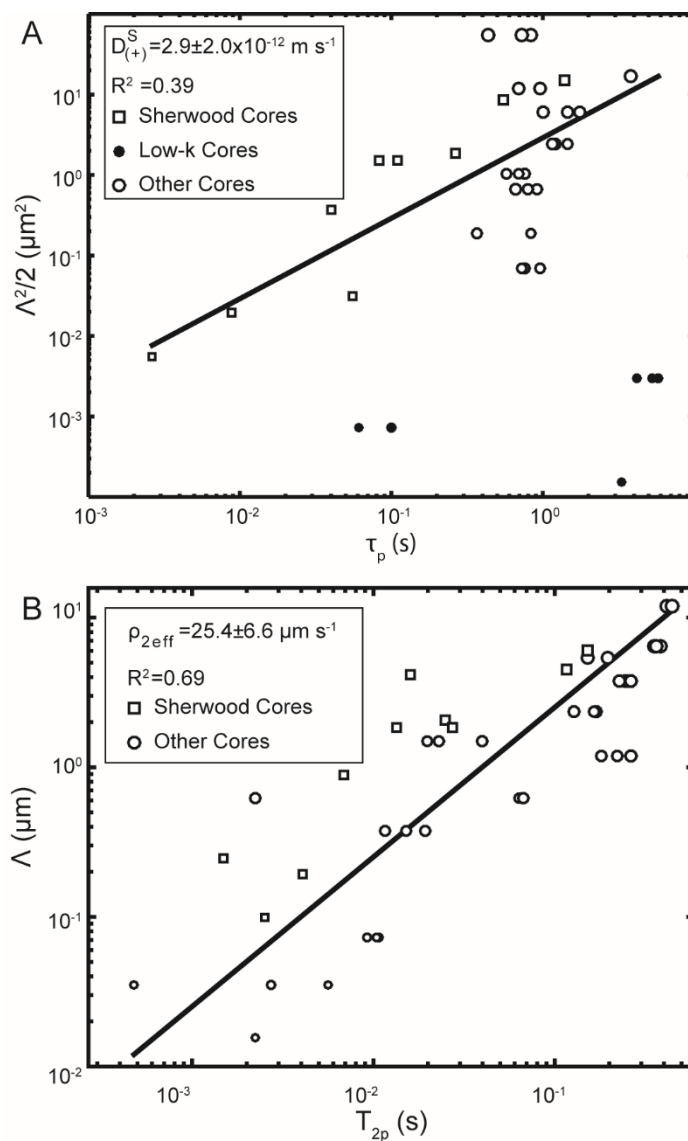 A
D^S_(+) =2.9±2.0x10^-12 m s^-1
R^2 =0.39
Sherwood Cores
Low-k Cores
Other Cores
10^1
10^0
10^-1
10^-2
10^-3
Λ^2/2 (μm^2)
10^-3
10^-2
10^-1
10^0
τ_p (s)
B
ρ_2eff =25.4±6.6 μm s^-1
R^2=0.69
Sherwood Cores
Other Cores
10^1
10^0
10^-1
10^-2
Λ (μm)
10^-3
10^-2
10^-1
T_2p (s)